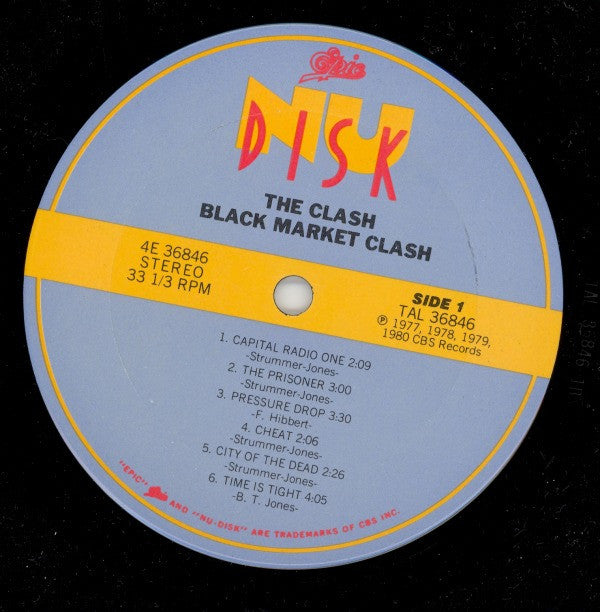 Epic
NU
DISK
THE CLASH
BLACK MARKET CLASH
4E 36846
STEREO
33 1/3 RPM
SIDE 1
TAL 36846
℗ 1977, 1978, 1979,
1980 CBS Records
1. CAPITAL RADIO ONE 2:09
-Strummer-Jones-
2. THE PRISONER 3:00
-Strummer-Jones-
3. PRESSURE DROP 3:30
-F. Hibbert-
4. CHEAT 2:06
-Strummer-Jones-
5. CITY OF THE DEAD 2:26
-Strummer-Jones-
6. TIME IS TIGHT 4:05
-B. T. Jones-
"EPIC" Epic AND "NU-DISK" ARE TRADEMARKS OF CBS INC.